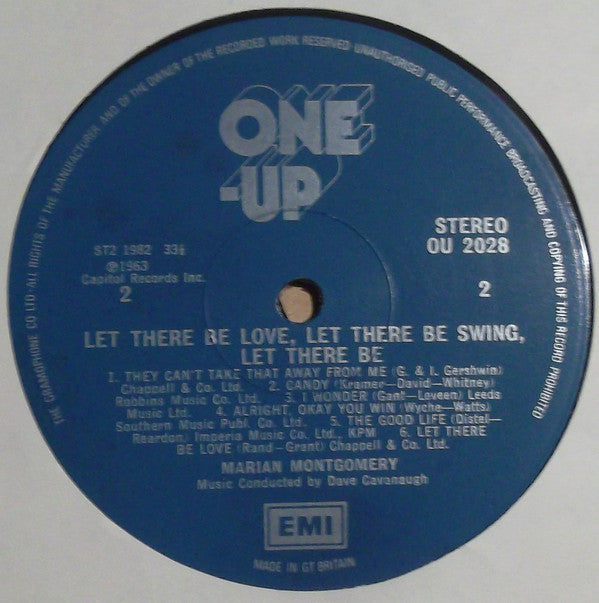 THE GRAMOPHONE CO LTD·ALL RIGHTS OF THE MANUFACTURER AND OF THE OWNER OF THE RECORDED WORK RESERVED UNAUTHORISED PUBLIC PERFORMANCE BROADCASTING AND COPYING OF THIS RECORD PROHIBITED
ONE
-UP
STEREO
OU 2028
ST2 1982 33⅓
℗1963
Capitol Records Inc.
2
2
LET THERE BE LOVE, LET THERE BE SWING,
LET THERE BE
1. THEY CAN'T TAKE THAT AWAY FROM ME (G. & I. Gershwin)
Chappell & Co. Ltd. 2. CANDY (Kramer—David—Whitney)
Robbins Music Co. Ltd. 3. I WONDER (Gant—Leveen) Leeds
Music Ltd. 4. ALRIGHT, OKAY YOU WIN (Wyche—Watts)
Southern Music Publ. Co. Ltd. 5. THE GOOD LIFE (Distel—
Reardon) Imperia Music Co. Ltd., KPM 6. LET THERE
BE LOVE (Rand—Grant) Chappell & Co. Ltd.
MARIAN MONTGOMERY
Music Conducted by Dave Cavanaugh
EMI
MADE IN GT BRITAIN